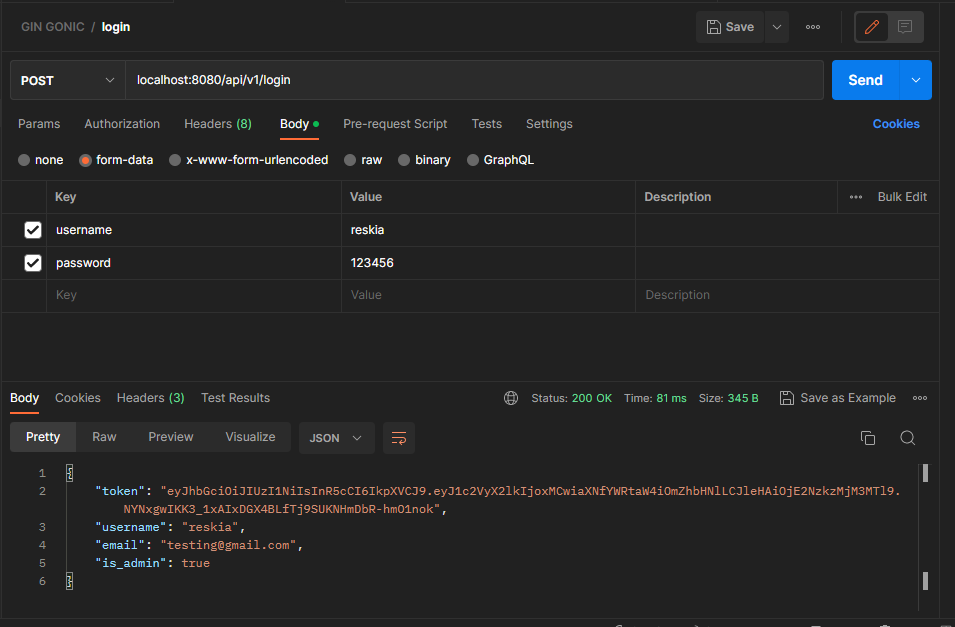 GIN GONIC / login
Save
POST
localhost:8080/api/v1/login
Send
Params Authorization Headers (8) Body Pre-request Script Tests Settings Cookies
none form-data x-www-form-urlencoded raw binary GraphQL
Key Value Description Bulk Edit
username reskia
password 123456
Key Value Description
Body Cookies Headers (3) Test Results Status: 200 OK Time: 81 ms Size: 345 B Save as Example
Pretty Raw Preview Visualize JSON
1 {
2 "token": "eyJhbGciOiJIUzI1NiIsInR5cCI6IkpXVCJ9.eyJ1c2VyX2lkIjoxMCwiaXNfYWRtaW4iOmZhbHNlLCJleHAiOjE2NzkzMjM3MTl9.
NYNxgwIKK3_1xAIxDGX4BLfTj9SUKNHmDbR-hmO1nok",
3 "username": "reskia",
4 "email": "testing@gmail.com",
5 "is_admin": true
6 }